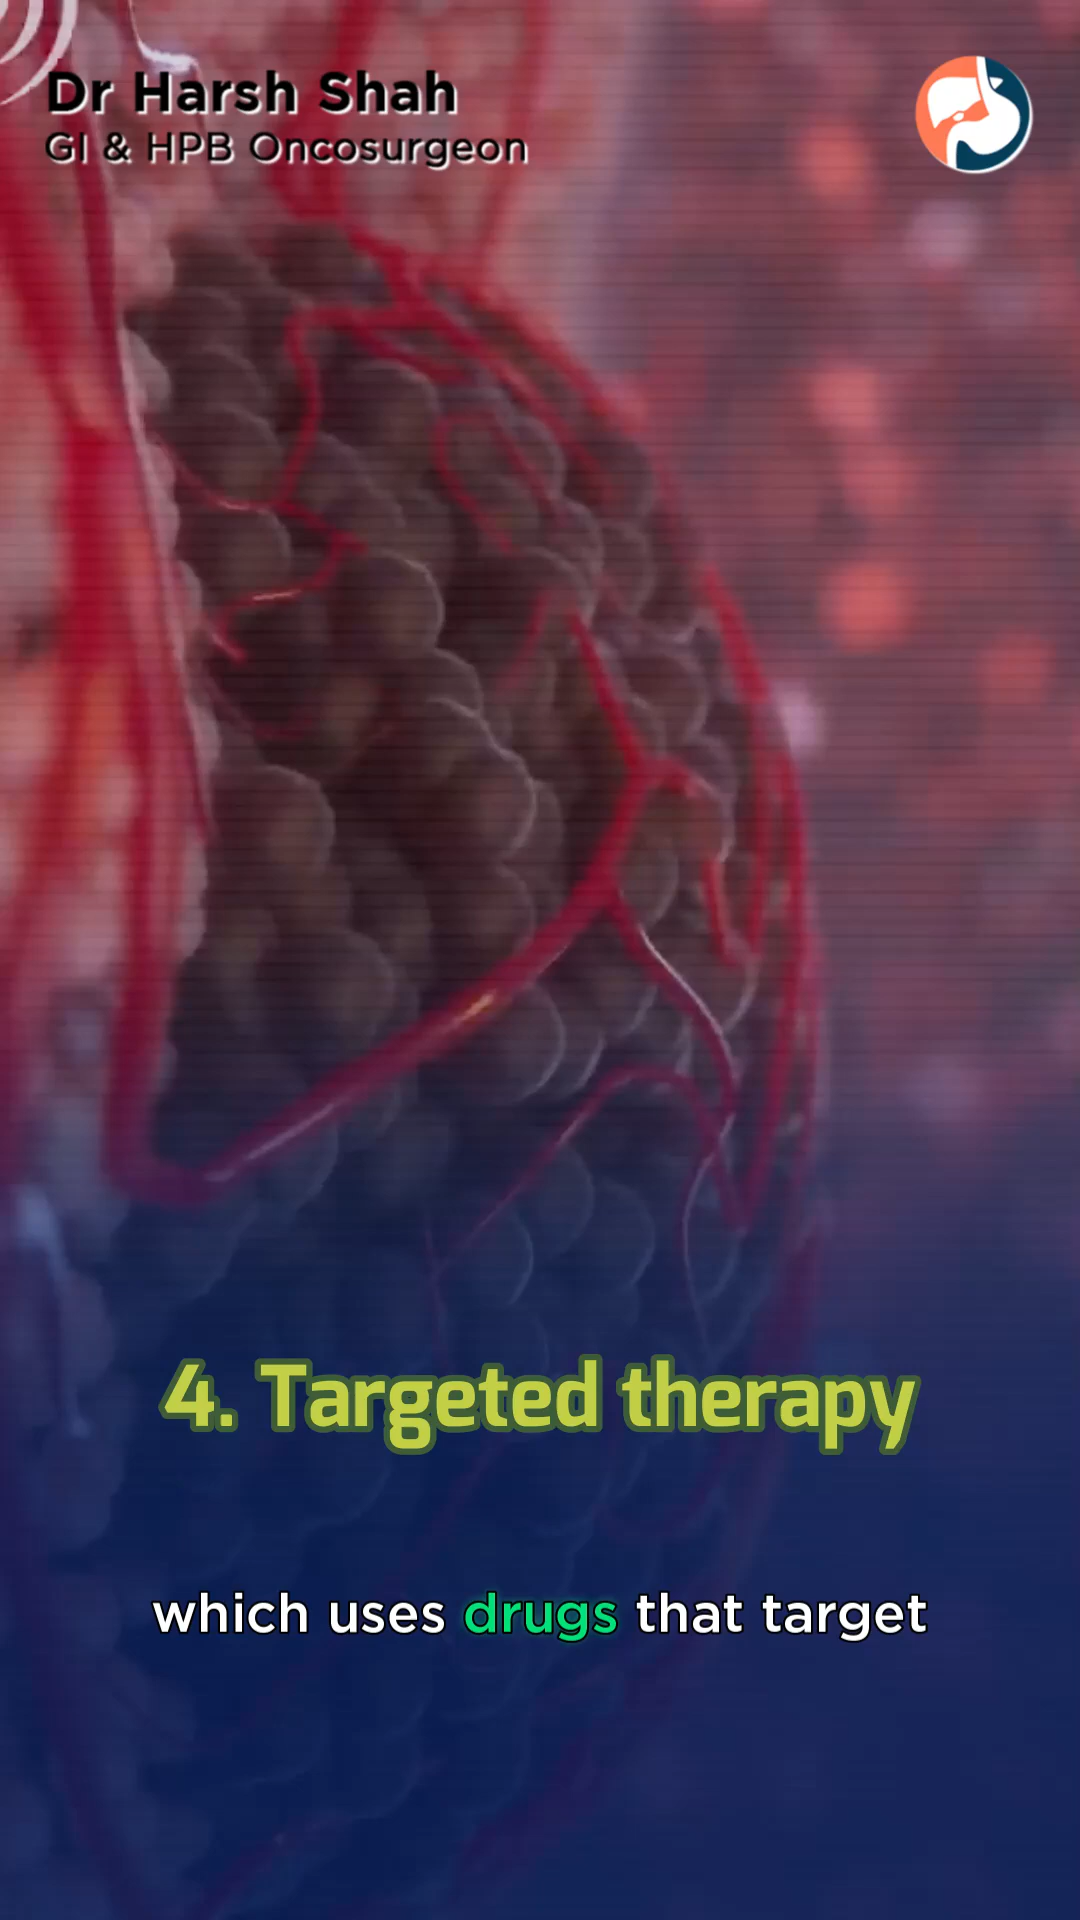 Dr Harsh Shah
GI & HPB Oncosurgeon
4. Targeted therapy
which uses drugs that target